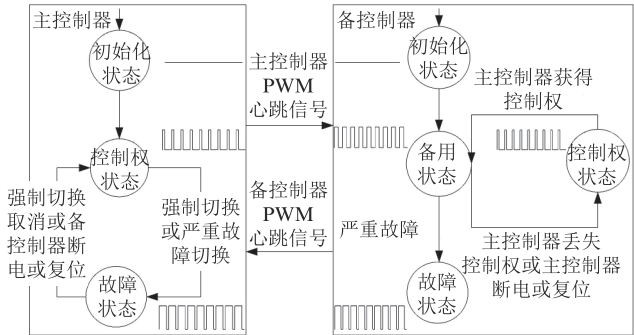 主控制器
初始化
状态
控制权
状态
强制切换
取消或备
控制器断
电或复位
强制切换
或严重故
障切换
故障
状态
主控制器
PWM
心跳信号
备控制器
PWM
心跳信号
备控制器
初始化
状态
主控制器获得
控制权
备用
状态
控制权
状态
严重故障
主控制器丢失
控制权或主控制器
断电或复位
故障
状态